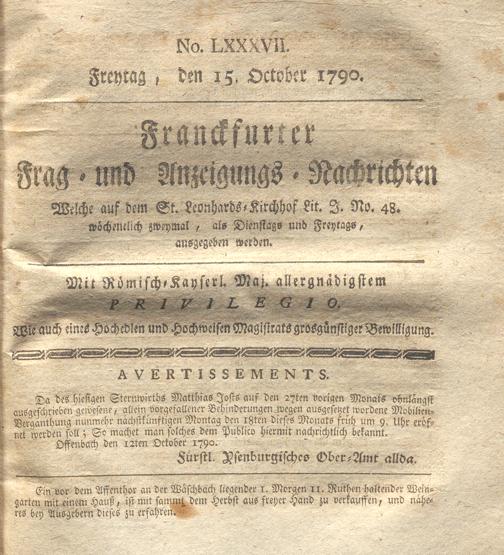 No. LXXXVII.
Freytag, den 15. October 1790.
Franckfurter
Frag- und Anzeigungs-Nachrichten
Welche auf dem St. Leonhards-Kirchhof Lit. J. No. 48.
wöchentlich zweymal, als Dienstags und Freytags,
ausgegeben werden.
Mit Römisch-Kayserl. Maj. allergnädigstem
PRIVILEGIO,
Wie auch eines Hochedlen und Hochweisen Magistrats grosgünstiger Bewilligung.
AVERTISSEMENTS.
Da des hiesigen Sternwirths Matthias Josts auf den 27ten vorigen Monats ohnlängst
ausgeschrieben gewesene, allein vorgefallener Behinderungen wegen ausgesetzt wordene Mobilien-
Verganthung nunmehr nächstkünftigen Montag den 18ten dieses Monats früh um 9. Uhr eröf-
net werden soll; So machet man solches dem Publico hiermit nachrichtlich bekannt.
Offenbach den 12ten October 1790.
Fürstl. Ysenburgisches Ober-Amt allda.
Ein vor dem Affenthor an der Wäschbach liegender 1. Morgen 11. Ruthen haltender Wein-
garten mit einem Hauß, ist mit sammt dem Herbst aus freyer Hand zu verkauffen, und nähe-
res bey Ausgebern dieses zu erfahren.